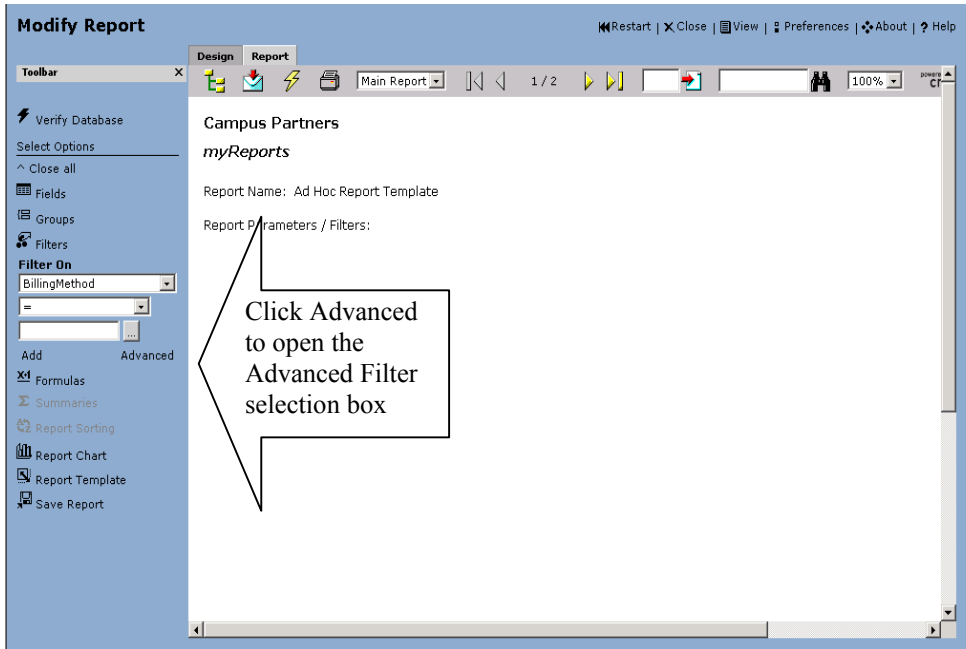 Modify Report
Restart | Close | View | Preferences | About | ? Help
Design Report
Toolbar X
Main Report 1 / 2 100%
Verify Database
Select Options
^ Close all
Fields
Groups
Filters
Filter On
BillingMethod
=
...
Add Advanced
Formulas
Σ Summaries
Report Sorting
Report Chart
Report Template
Save Report
Campus Partners
myReports
Report Name: Ad Hoc Report Template
Report Parameters / Filters:
Click Advanced
to open the
Advanced Filter
selection box